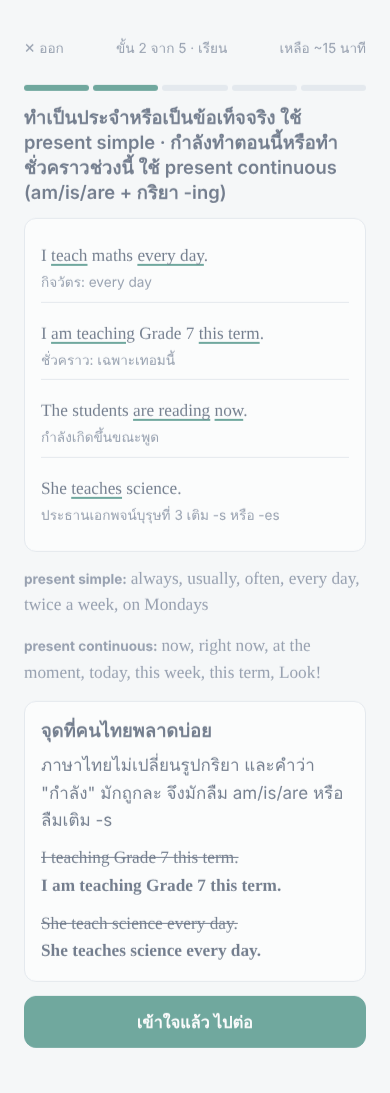 ✕ ออก
ขั้น 2 จาก 5 · เรียน
เหลือ ~15 นาที
ทำเป็นประจำหรือเป็นข้อเท็จจริง ใช้
present simple · กำลังทำตอนนี้หรือทำ
ชั่วคราวช่วงนี้ ใช้ present continuous
(am/is/are + กริยา -ing)
I teach maths every day.
กิจวัตร: every day
I am teaching Grade 7 this term.
ชั่วคราว: เฉพาะเทอมนี้
The students are reading now.
กำลังเกิดขึ้นขณะพูด
She teaches science.
ประธานเอกพจน์บุรุษที่ 3 เติม -s หรือ -es
present simple: always, usually, often, every day,
twice a week, on Mondays
present continuous: now, right now, at the
moment, today, this week, this term, Look!
จุดที่คนไทยพลาดบ่อย
ภาษาไทยไม่เปลี่ยนรูปกริยา และคำว่า
"กำลัง" มักถูกละ จึงมักลืม am/is/are หรือ
ลืมเติม -s
I teaching Grade 7 this term.
I am teaching Grade 7 this term.
She teach science every day.
She teaches science every day.
เข้าใจแล้ว ไปต่อ